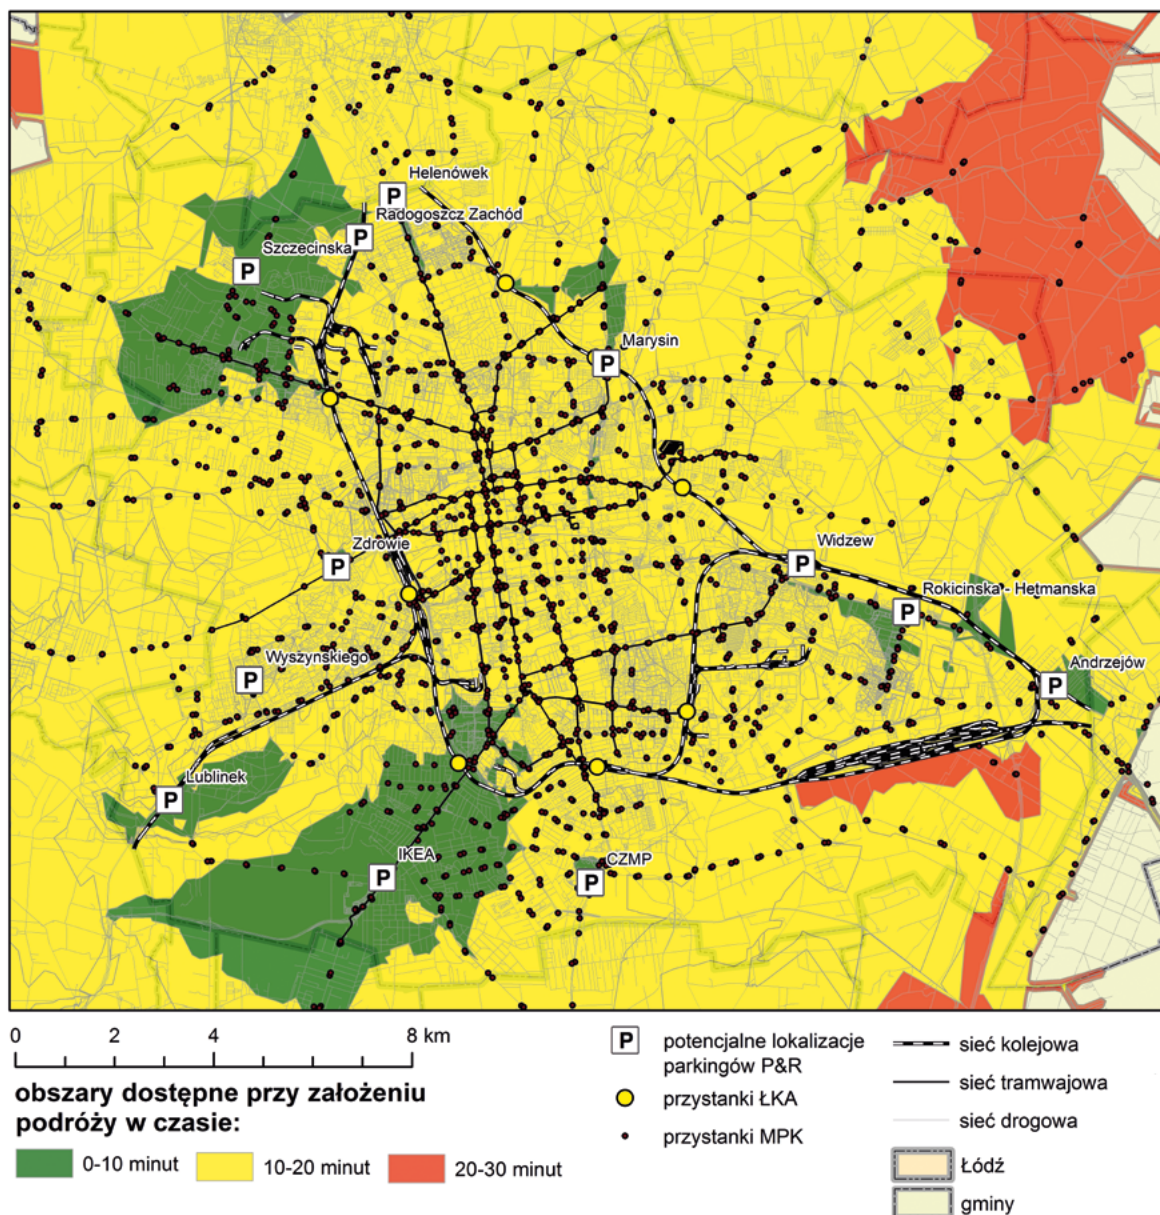 P
Helenówek
P
Radogoszcz Zachód
P
Szczecinska
P
Marysin
P
Zdrowie
P
Widzew
P
Rokicinska - Hetmanska
P
Wyszynskiego
P
Andrzejów
P
Lublinek
P
IKEA
P
CZMP
P
0 2 4 8 km
obszary dostępne przy założeniu
podróży w czasie:
0-10 minut 10-20 minut 20-30 minut
P potencjalne lokalizacje
parkingów P&R
przystanki ŁKA
przystanki MPK
sieć kolejowa
sieć tramwajowa
sieć drogowa
Łódź
gminy